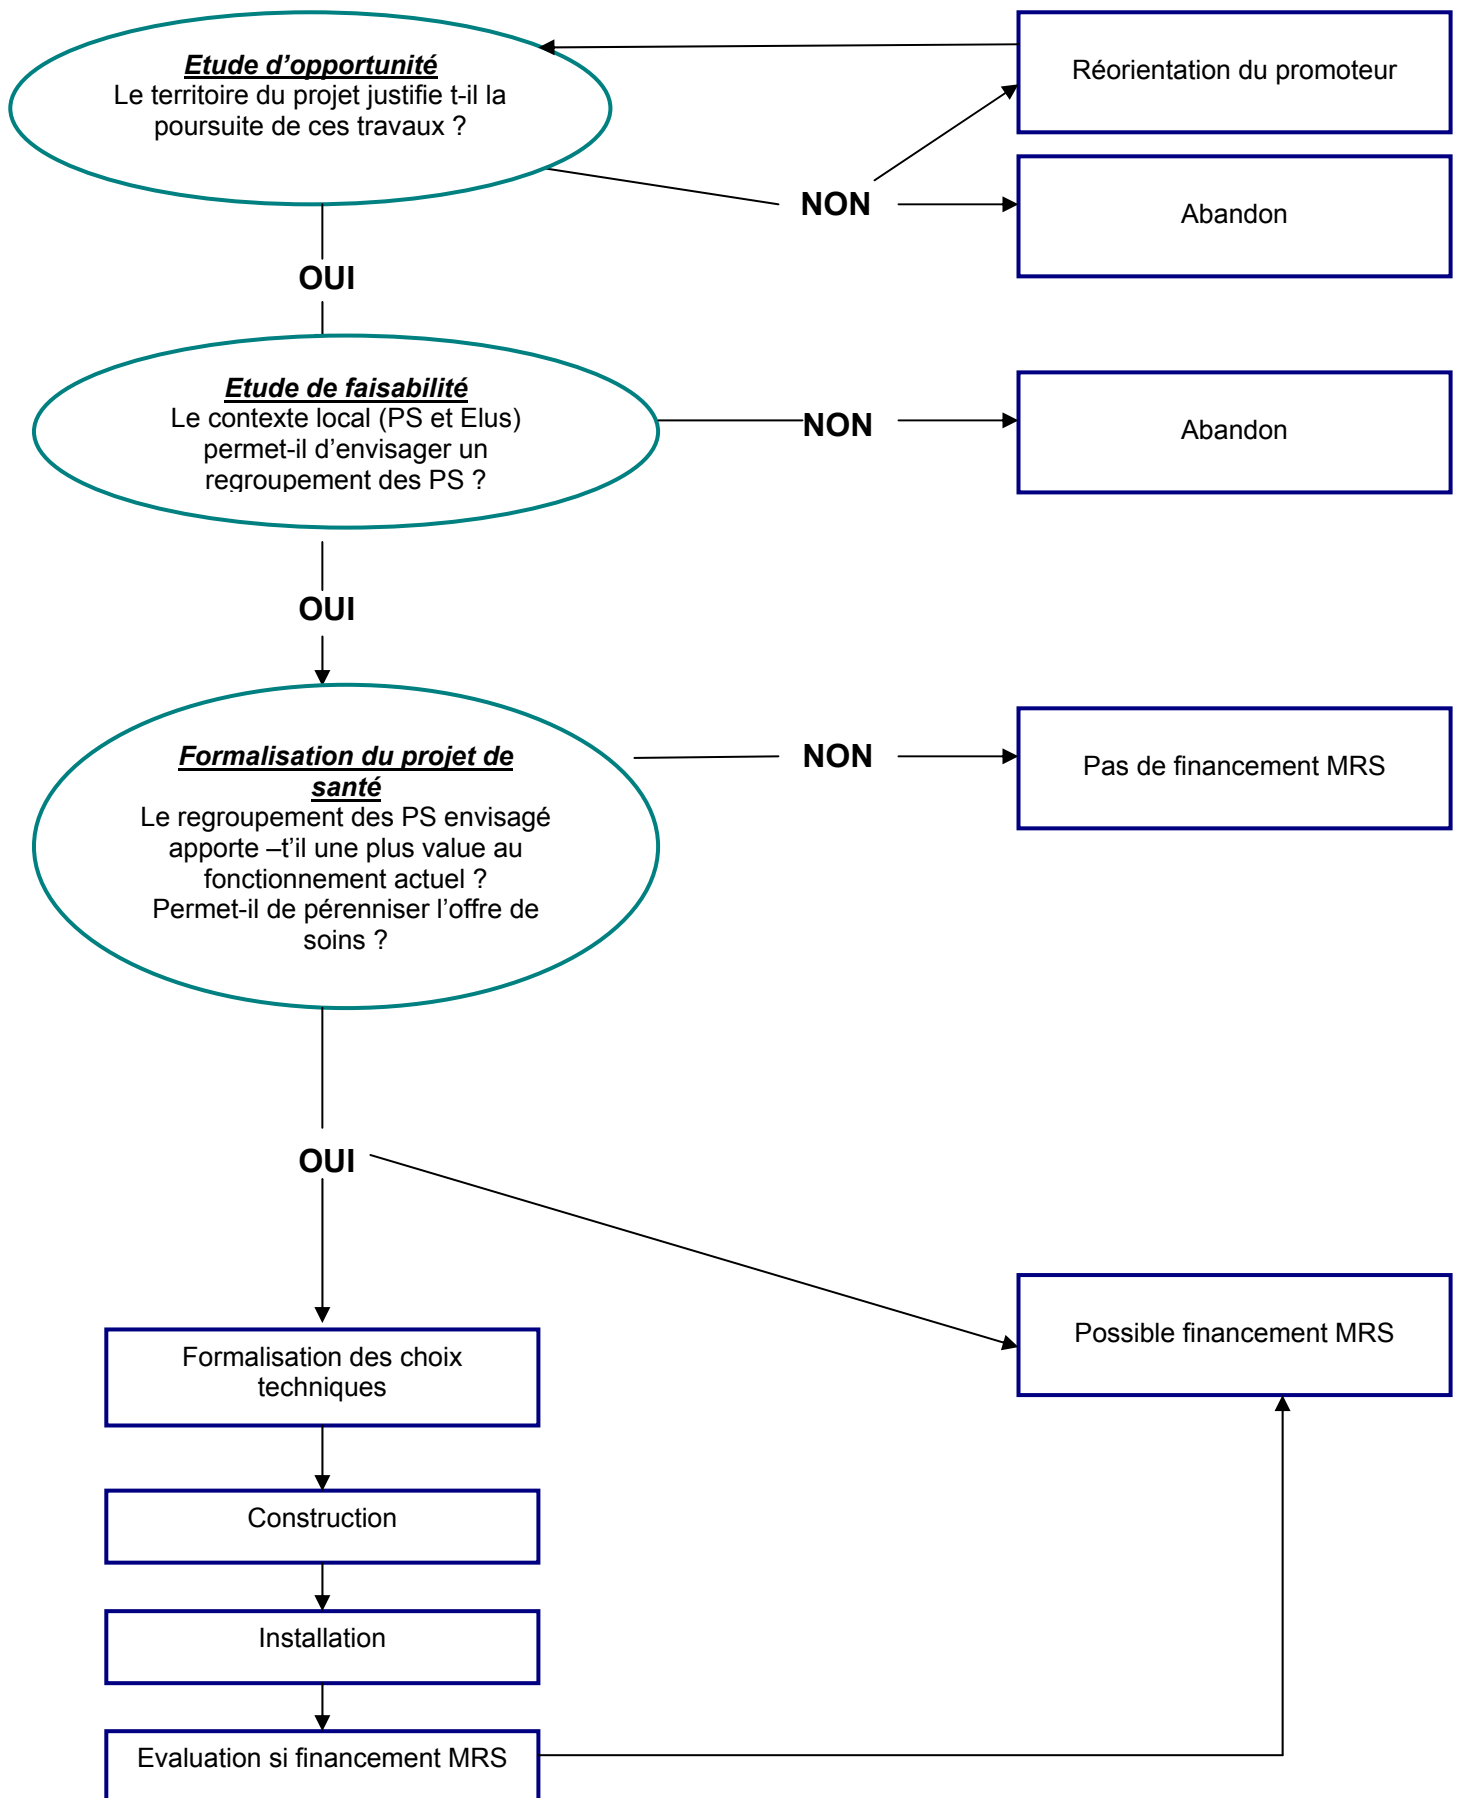 Etude d'opportunité
Le territoire du projet justifie t-il la
poursuite de ces travaux ?
Réorientation du promoteur
NON
Abandon
OUI
Etude de faisabilité
Le contexte local (PS et Elus)
permet-il d'envisager un
regroupement des PS ?
NON
Abandon
OUI
Formalisation du projet de
santé
Le regroupement des PS envisagé
apporte –t'il une plus value au
fonctionnement actuel ?
Permet-il de pérenniser l'offre de
soins ?
NON
Pas de financement MRS
OUI
Possible financement MRS
Formalisation des choix
techniques
Construction
Installation
Evaluation si financement MRS